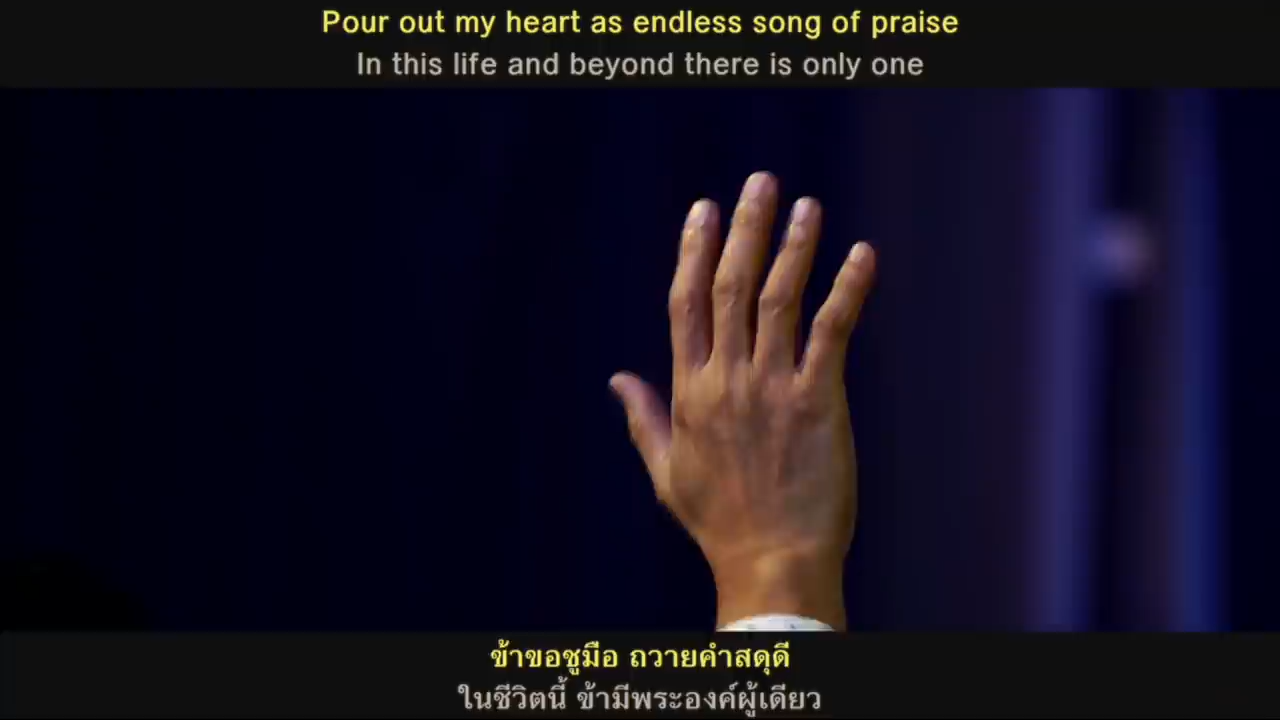 Pour out my heart as endless song of praise
In this life and beyond there is only one
ข้าขอชูมือ ถวายคำสดุดี
ในชีวิตนี้ ข้ามีพระองค์ผู้เดียว